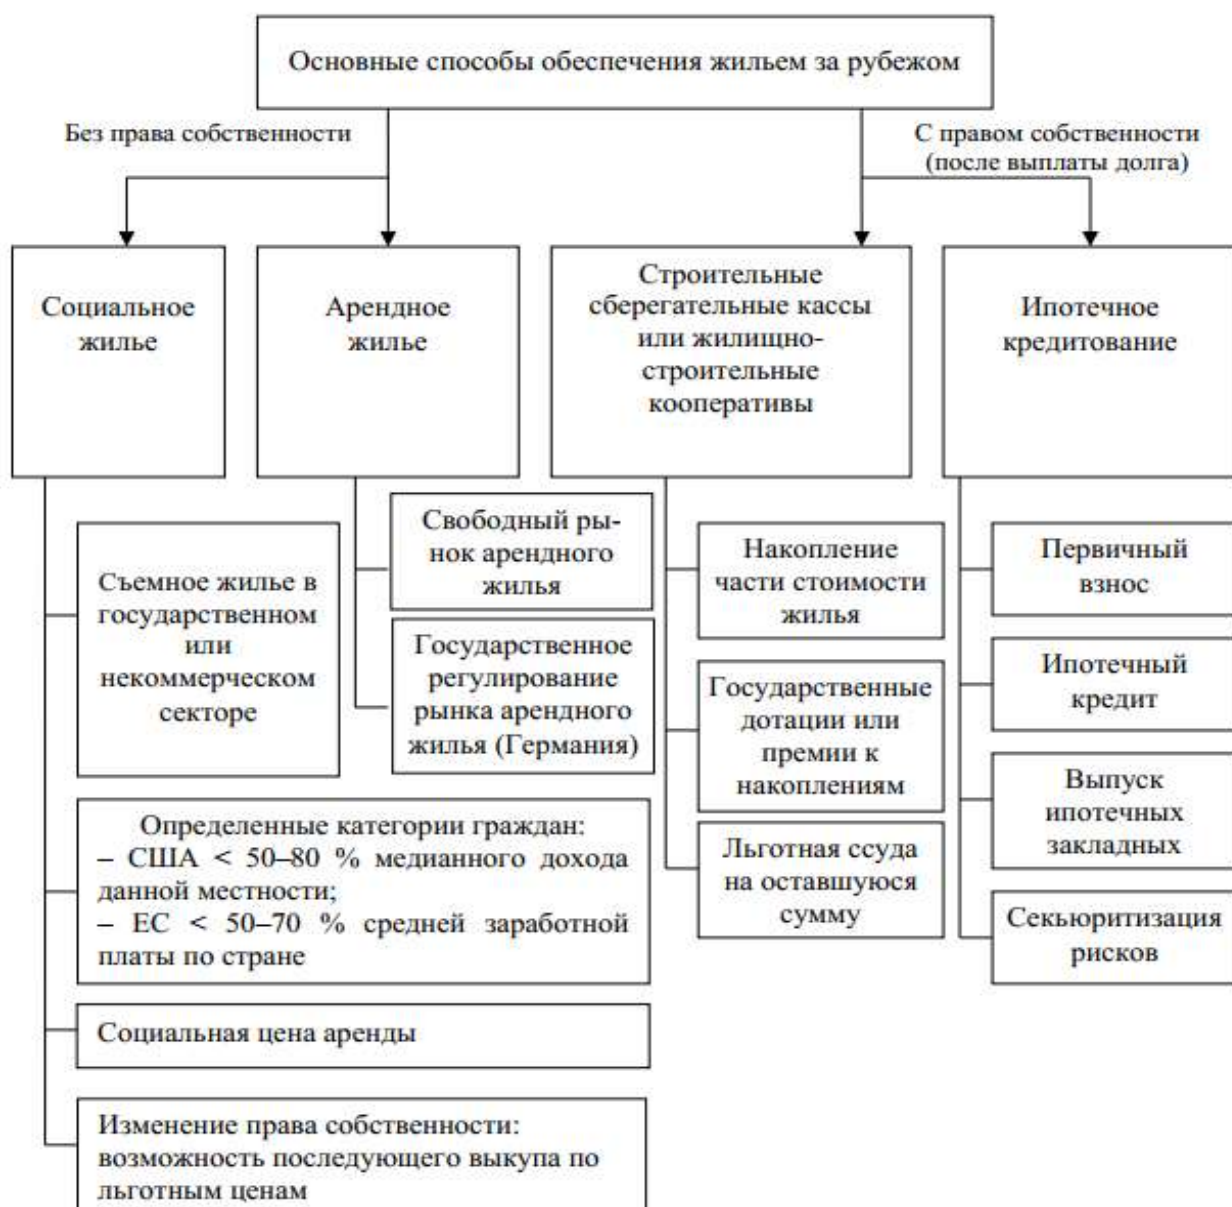 Основные способы обеспечения жильем за рубежом
Без права собственности
С правом собственности
(после выплаты долга)
Социальное
жилье
Арендное
жилье
Строительные
сберегательные кассы
или жилищно-
строительные
кооперативы
Ипотечное
кредитование
Съемное жилье в
государственном
или
некоммерческом
секторе
Определенные категории граждан:
– США < 50–80 % медианного дохода
данной местности;
– ЕС < 50–70 % средней заработной
платы по стране
Социальная цена аренды
Изменение права собственности:
возможность последующего выкупа по
льготным ценам
Свободный ры-
нок арендного
жилья
Государственное
регулирование
рынка арендного
жилья (Германия)
Накопление
части стоимости
жилья
Государственные
дотации или
премии к
накоплениям
Льготная ссуда
на оставшуюся
сумму
Первичный
взнос
Ипотечный
кредит
Выпуск
ипотечных
закладных
Секьюритизация
рисков